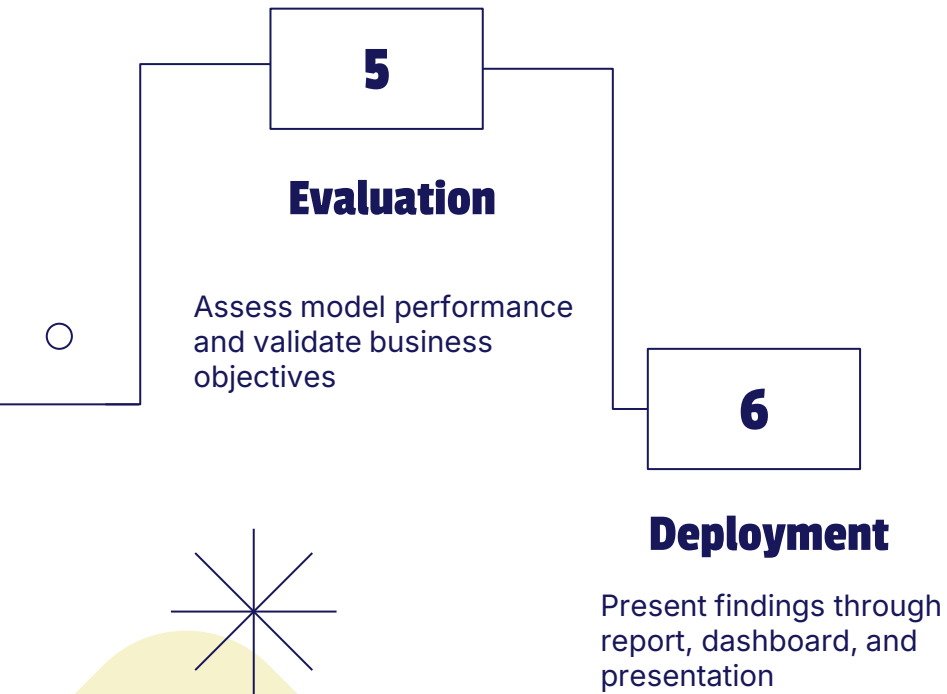 5
Evaluation
Assess model performance
and validate business
objectives
6
Deployment
Present findings through
report, dashboard, and
presentation